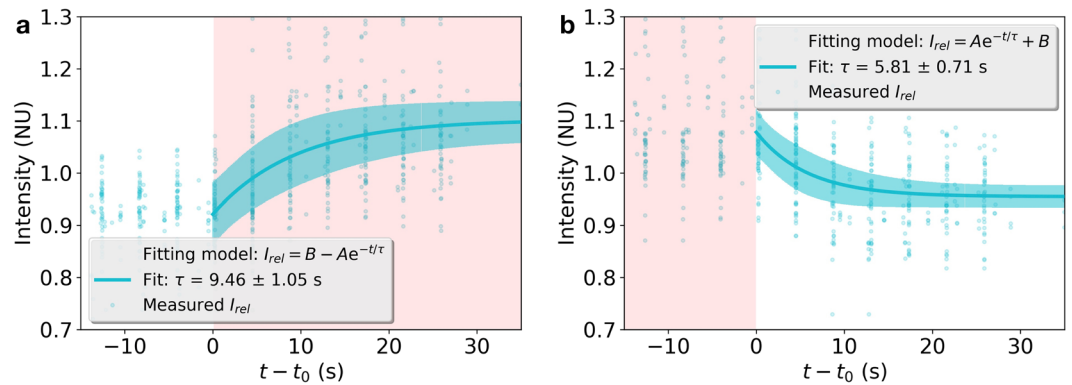 a
1.3
1.2
1.1
1.0
0.9
0.8
0.7
Intensity (NU)
Fitting model: I_rel = B − Ae^−t/τ
Fit: τ = 9.46 ± 1.05 s
Measured I_rel
−10 0 10 20 30
t − t₀ (s)
b
1.3
1.2
1.1
1.0
0.9
0.8
0.7
Intensity (NU)
Fitting model: I_rel = Ae^−t/τ + B
Fit: τ = 5.81 ± 0.71 s
Measured I_rel
−10 0 10 20 30
t − t₀ (s)